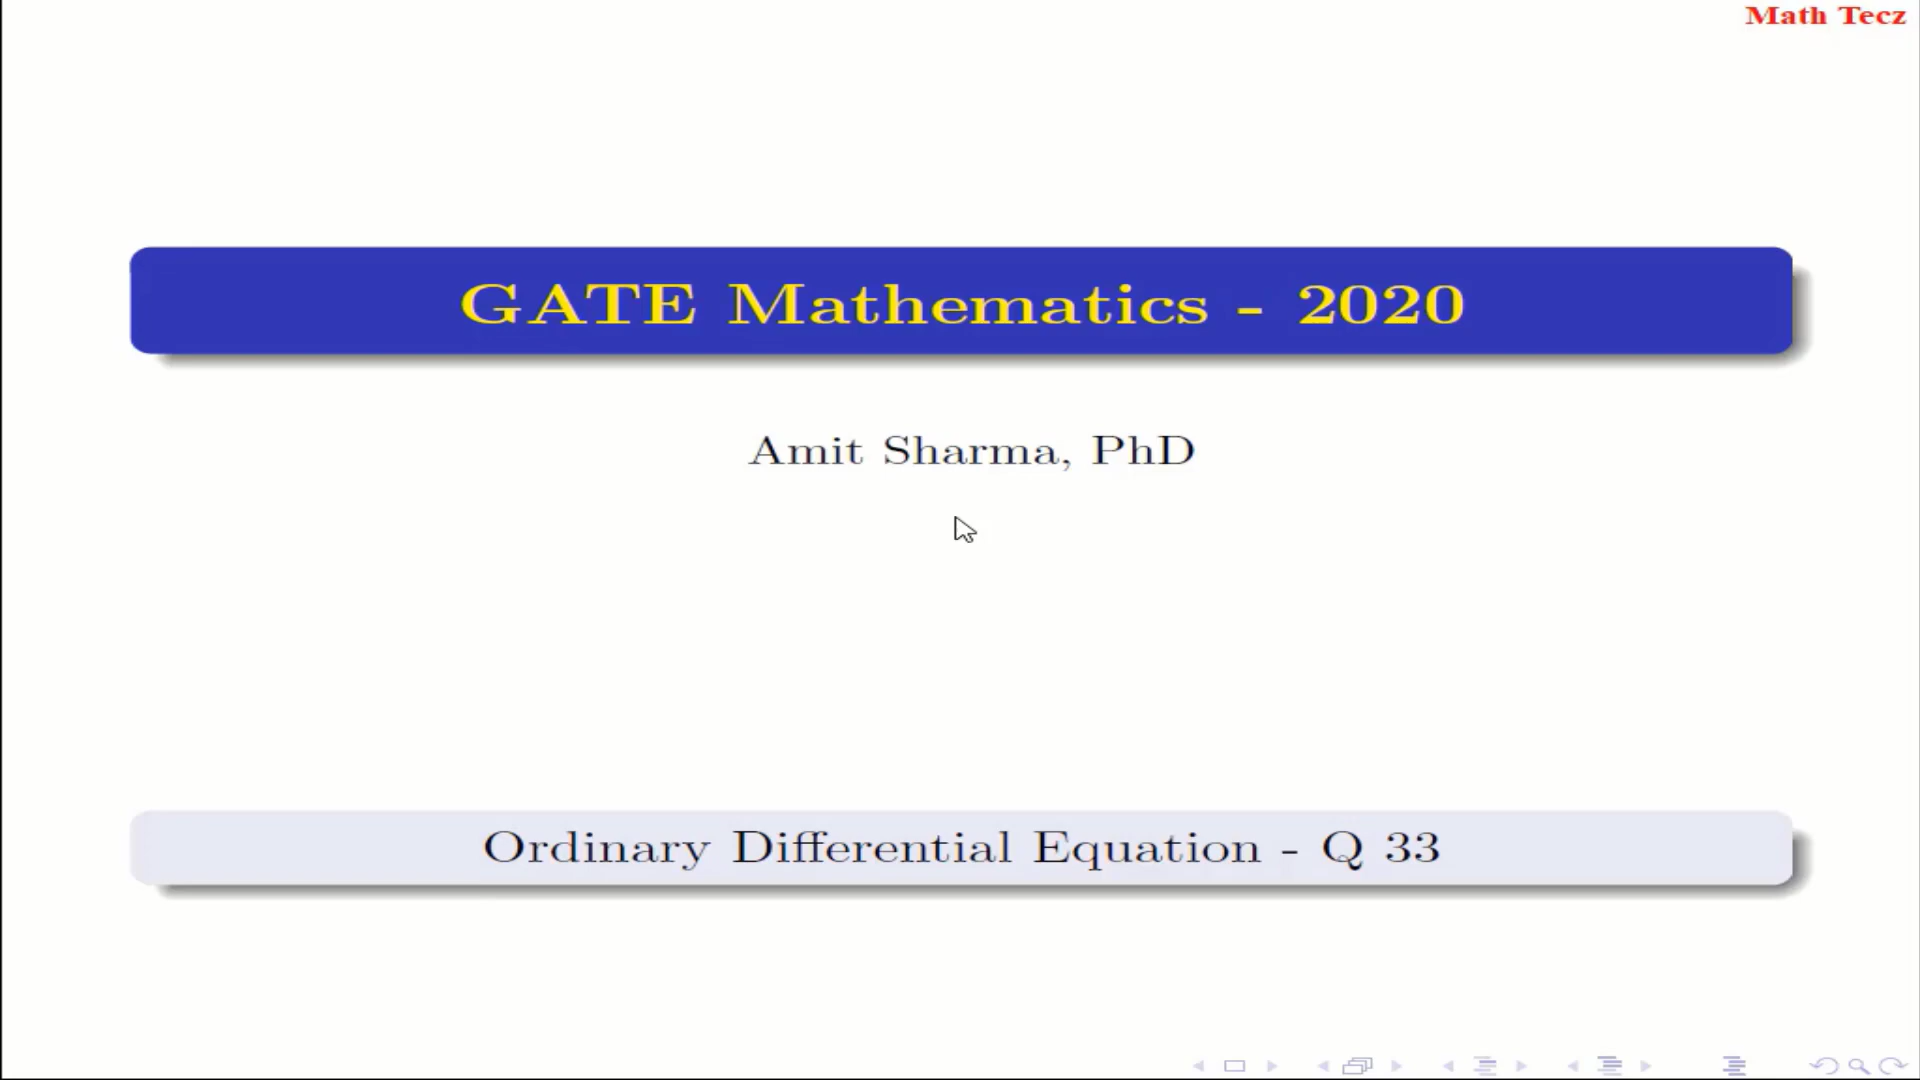 Math Tecz
GATE Mathematics - 2020
Amit Sharma, PhD
Ordinary Differential Equation - Q 33